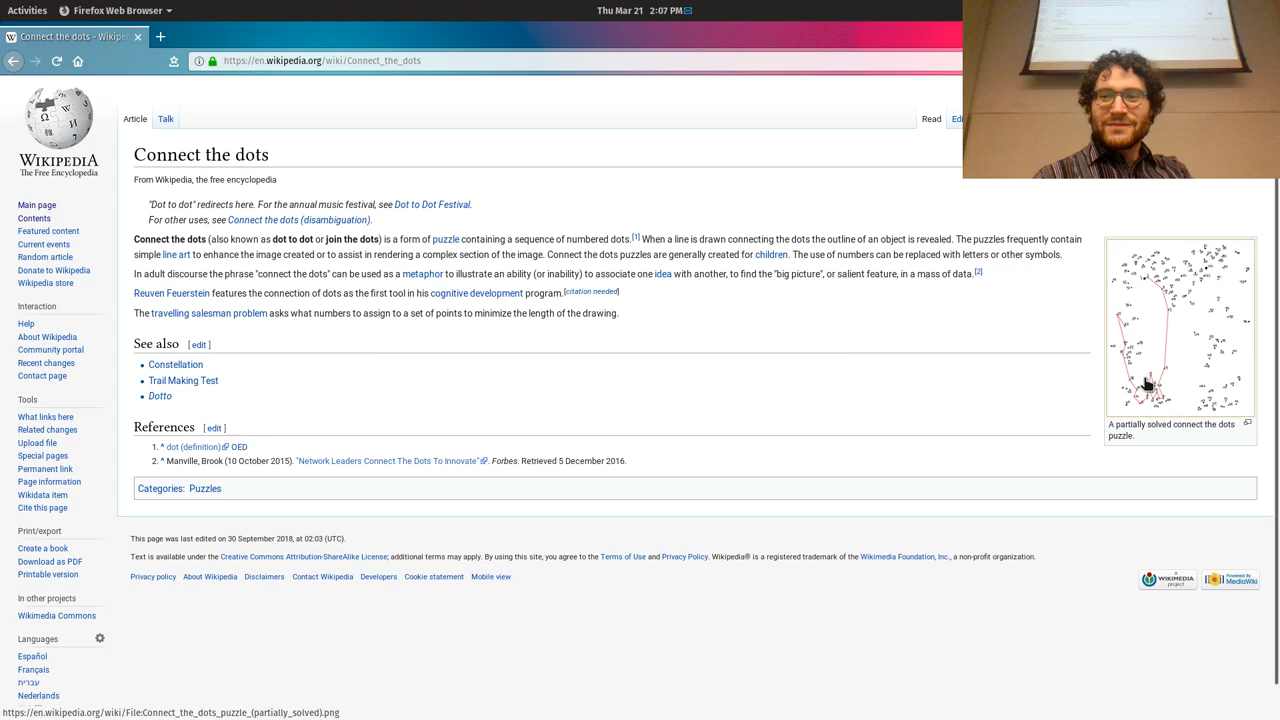 Activities
Firefox Web Browser
Thu Mar 21 2:07 PM
Connect the dots - Wikipe
https://en.wikipedia.org/wiki/Connect_the_dots
WIKIPEDIA
The Free Encyclopedia
Main page
Contents
Featured content
Current events
Random article
Donate to Wikipedia
Wikipedia store
Interaction
Help
About Wikipedia
Community portal
Recent changes
Contact page
Tools
What links here
Related changes
Upload file
Special pages
Permanent link
Page information
Wikidata item
Cite this page
Print/export
Create a book
Download as PDF
Printable version
In other projects
Wikimedia Commons
Languages
Español
Français
עברית
Nederlands
Article Talk
Read Edi
Connect the dots
From Wikipedia, the free encyclopedia
"Dot to dot" redirects here. For the annual music festival, see Dot to Dot Festival.
For other uses, see Connect the dots (disambiguation).
Connect the dots (also known as dot to dot or join the dots) is a form of puzzle containing a sequence of numbered dots.[1] When a line is drawn connecting the dots the outline of an object is revealed. The puzzles frequently contain
simple line art to enhance the image created or to assist in rendering a complex section of the image. Connect the dots puzzles are generally created for children. The use of numbers can be replaced with letters or other symbols.
In adult discourse the phrase "connect the dots" can be used as a metaphor to illustrate an ability (or inability) to associate one idea with another, to find the "big picture", or salient feature, in a mass of data.[2]
Reuven Feuerstein features the connection of dots as the first tool in his cognitive development program.[citation needed]
The travelling salesman problem asks what numbers to assign to a set of points to minimize the length of the drawing.
A partially solved connect the dots
puzzle.
See also [ edit ]
Constellation
Trail Making Test
Dotto
References [ edit ]
1. ^ dot (definition) OED
2. ^ Manville, Brook (10 October 2015). "Network Leaders Connect The Dots To Innovate". Forbes. Retrieved 5 December 2016.
Categories: Puzzles
This page was last edited on 30 September 2018, at 02:03 (UTC).
Text is available under the Creative Commons Attribution-ShareAlike License; additional terms may apply. By using this site, you agree to the Terms of Use and Privacy Policy. Wikipedia® is a registered trademark of the Wikimedia Foundation, Inc., a non-profit organization.
Privacy policy About Wikipedia Disclaimers Contact Wikipedia Developers Cookie statement Mobile view
A WIKIMEDIA project
Powered By MediaWiki
https://en.wikipedia.org/wiki/File:Connect_the_dots_puzzle_(partially_solved).png